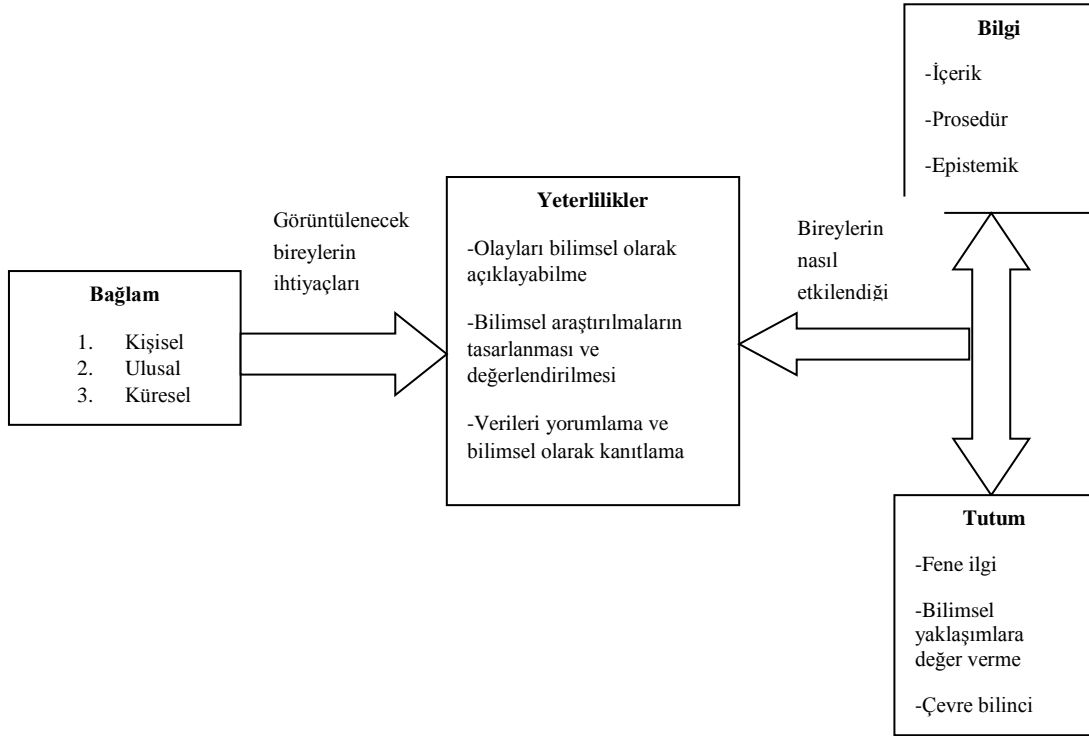 Bilgi
-İçerik
-Prosedür
-Epistemik
Görüntülenecek
bireylerin
ihtiyaçları
Yeterlilikler
-Olayları bilimsel olarak
açıklayabilme
-Bilimsel araştırılmaların
tasarlanması ve
değerlendirilmesi
-Verileri yorumlama ve
bilimsel olarak kanıtlama
Bireylerin
nasıl
etkilendiği
Bağlam
1. Kişisel
2. Ulusal
3. Küresel
Tutum
-Fene ilgi
-Bilimsel
yaklaşımlara
değer verme
-Çevre bilinci